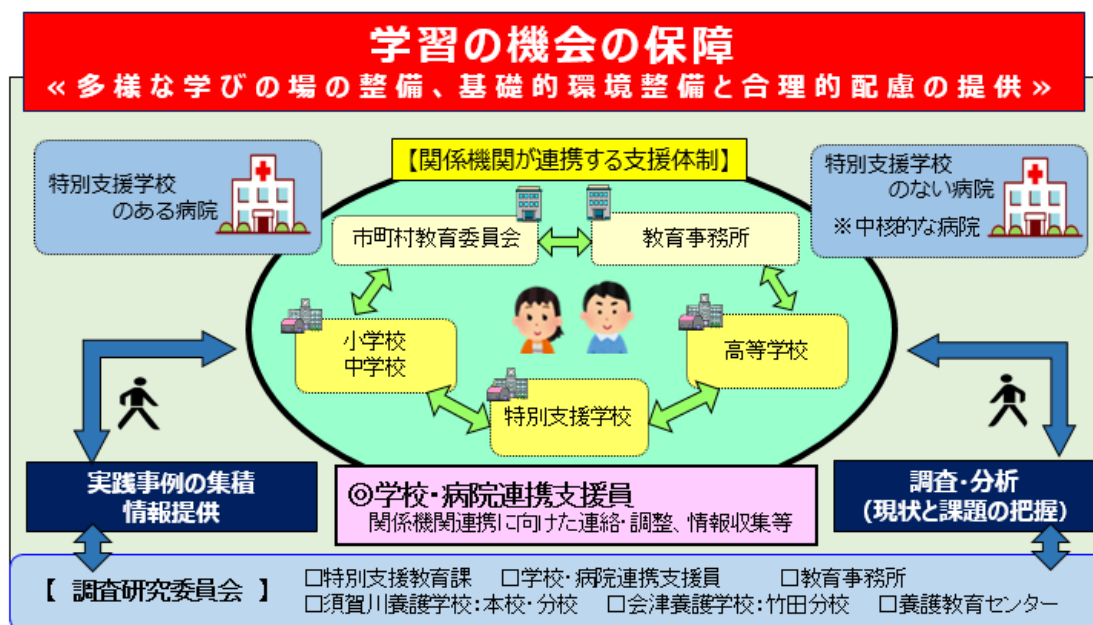 学習の機会の保障
≪多様な学びの場の整備、基礎的環境整備と合理的配慮の提供≫
特別支援学校
のある病院
【関係機関が連携する支援体制】
特別支援学校
のない病院
※中核的な病院
市町村教育委員会
教育事務所
小学校
中学校
高等学校
特別支援学校
実践事例の集積
情報提供
◎学校・病院連携支援員
関係機関連携に向けた連絡・調整、情報収集等
調査・分析
(現状と課題の把握)
【 調査研究委員会 】
□特別支援教育課 □学校・病院連携支援員 □教育事務所
□須賀川養護学校:本校・分校 □会津養護学校:竹田分校 □養護教育センター